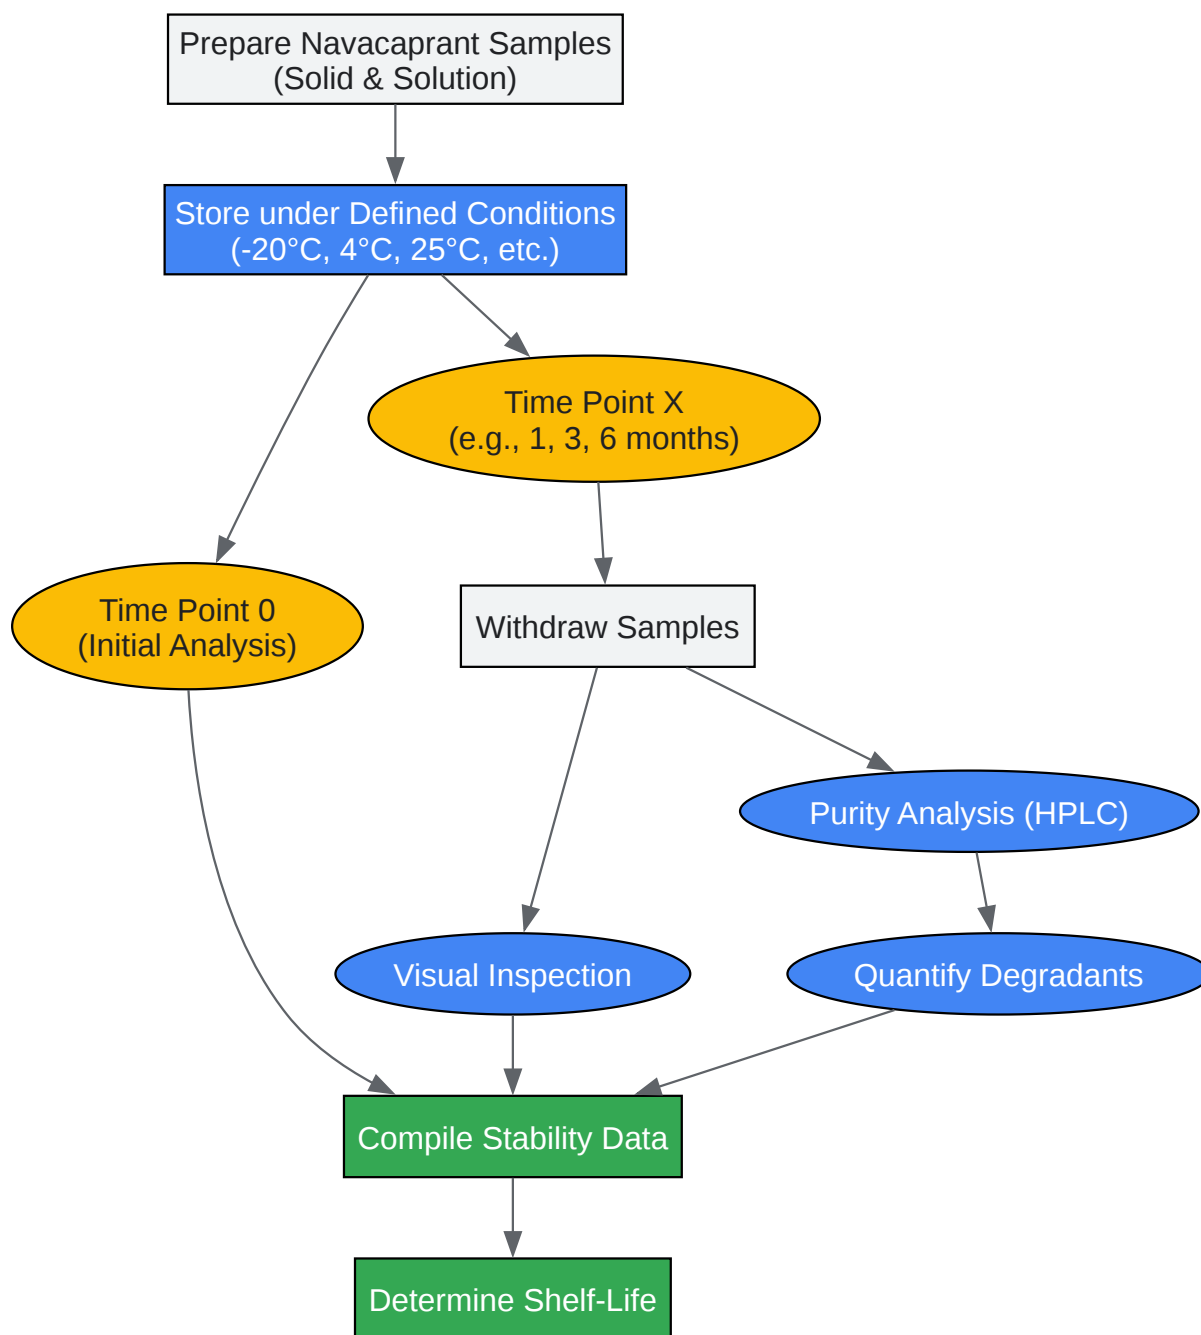 Prepare Navacaprant Samples
(Solid & Solution)
Store under Defined Conditions
(-20°C, 4°C, 25°C, etc.)
Time Point X
(e.g., 1, 3, 6 months)
Time Point 0
(Initial Analysis)
Withdraw Samples
Purity Analysis (HPLC)
Visual Inspection
Quantify Degradants
Compile Stability Data
Determine Shelf-Life